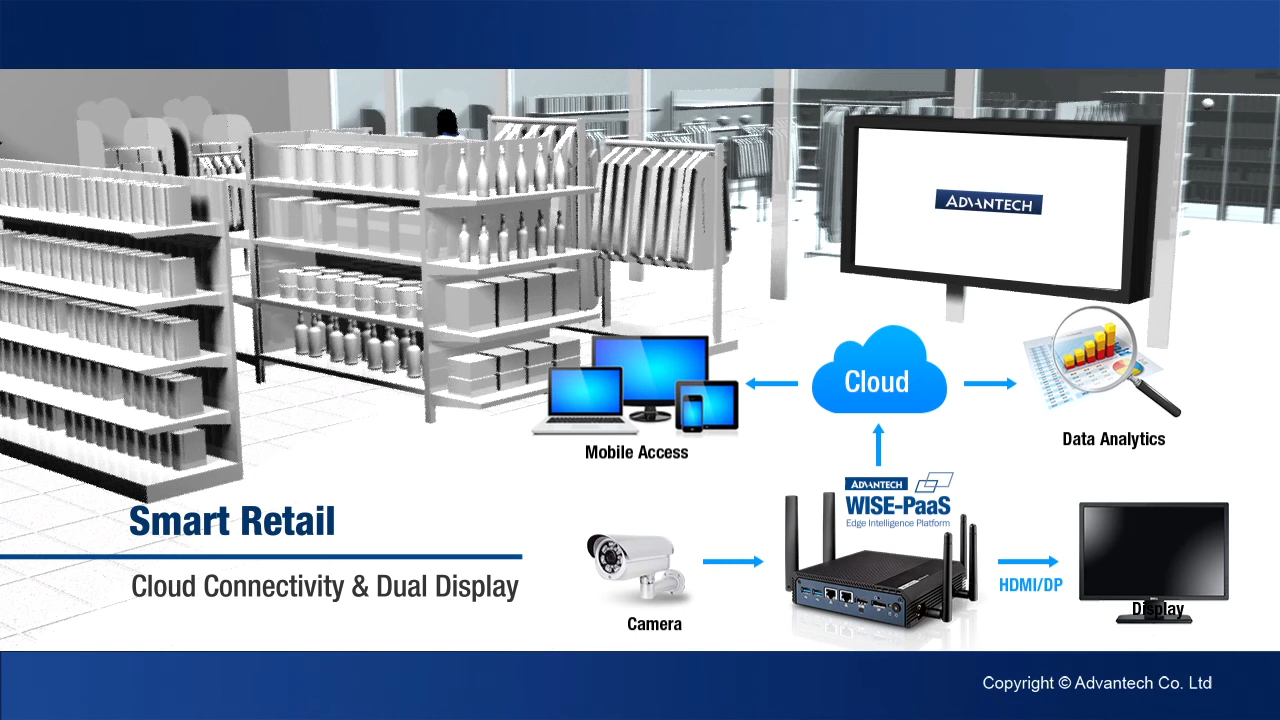 ADVANTECH
Cloud
Mobile Access
Data Analytics
ADVANTECH
WISE-PaaS
Edge Intelligence Platform
Smart Retail
Cloud Connectivity & Dual Display
HDMI/DP
Camera
Display
Copyright © Advantech Co. Ltd